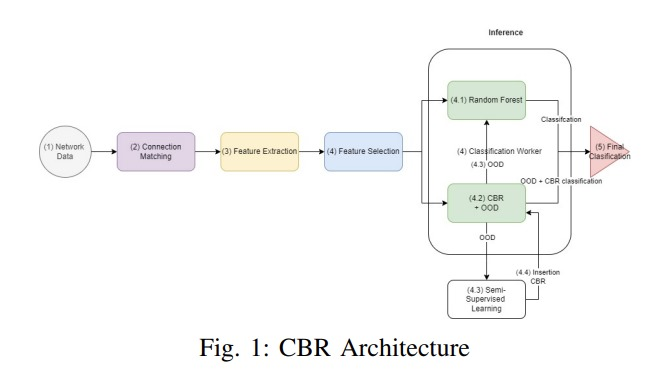 Inference
(4.1) Random Forest
Classifcation
(1) Network
Data
(2) Connection
Matching
(3) Feature Extraction
(4) Feature Selection
(4) Classification Worker
(4.3) OOD
(5) Final
Clasification
OOD + CBR classification
(4.2) CBR
+ OOD
OOD
(4.4) Insertion
CBR
(4.3) Semi-
Supervised
Learning
Fig. 1: CBR Architecture